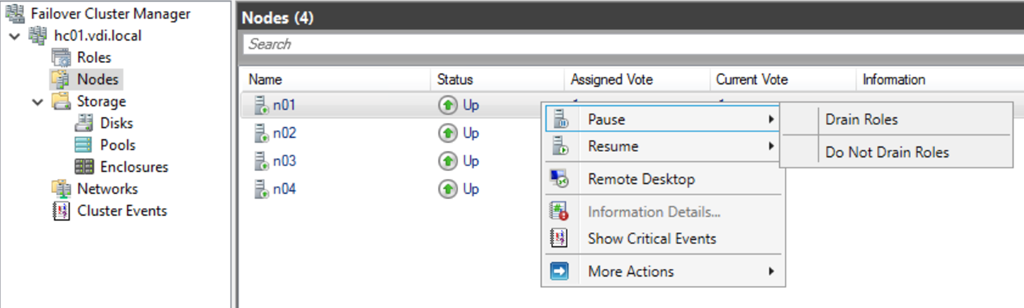 Failover Cluster Manager
hc01.vdi.local
Roles
Nodes
Storage
Disks
Pools
Enclosures
Networks
Cluster Events
Nodes (4)
Search
Name Status Assigned Vote Current Vote Information
n01 Up
n02 Up
n03 Up
n04 Up
Pause
Resume
Remote Desktop
Information Details...
Show Critical Events
More Actions
Drain Roles
Do Not Drain Roles